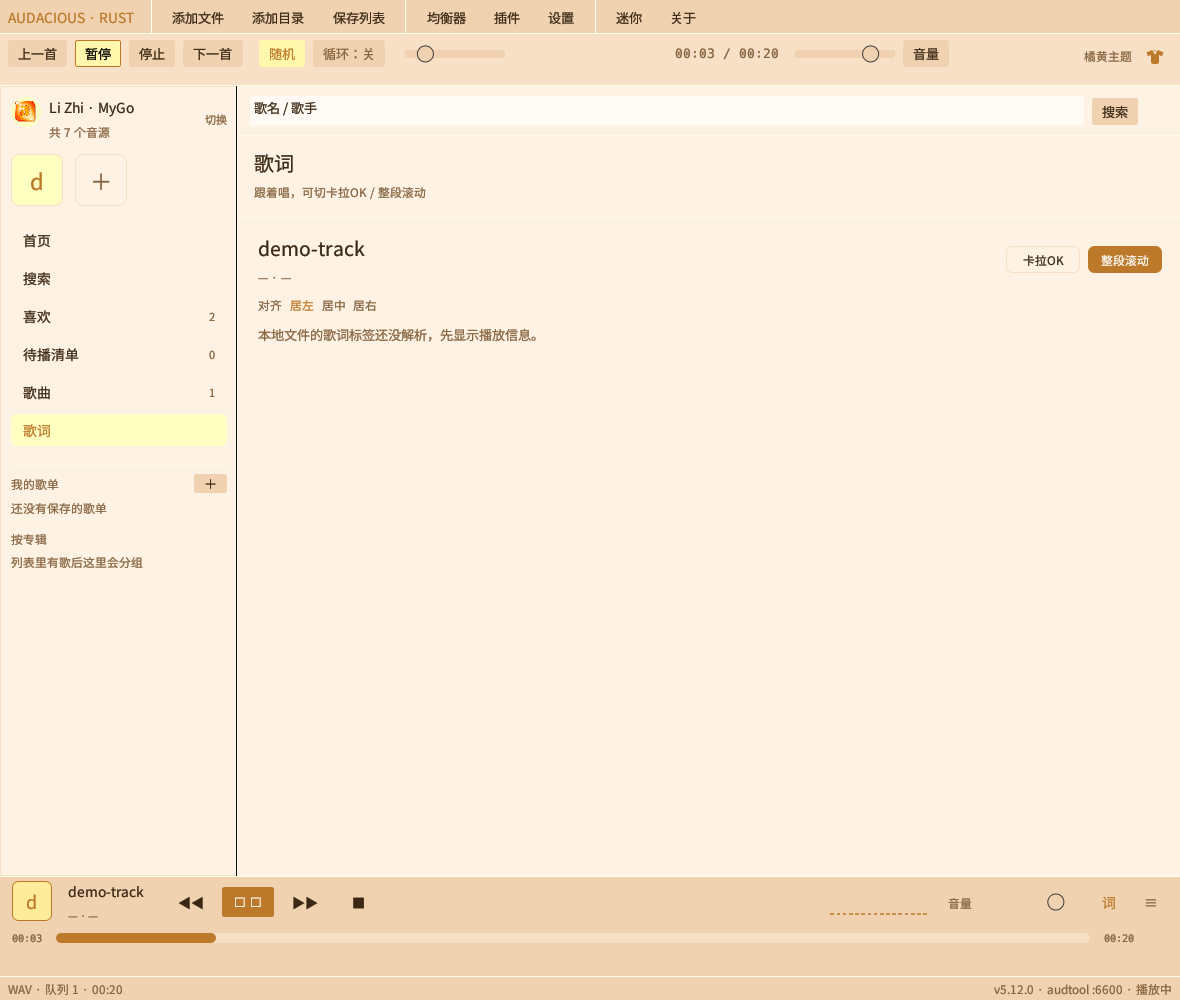 AUDACIOUS · RUST 添加文件 添加目录 保存列表 均衡器 插件 设置 迷你 关于
上一首 暂停 停止 下一首 随机 循环：关 00:03 / 00:20 音量 橘黄主题
Li Zhi · MyGo
共 7 个音源
切换
d +
首页
搜索
喜欢 2
待播清单 0
歌曲 1
歌词
我的歌单 +
还没有保存的歌单
按专辑
列表里有歌后这里会分组
歌名 / 歌手 搜索
歌词
跟着唱，可切卡拉OK / 整段滚动
demo-track
— · —
卡拉OK 整段滚动
对齐 居左 居中 居右
本地文件的歌词标签还没解析，先显示播放信息。
d demo-track
— · —
音量 词
00:03 00:20
WAV · 队列 1 · 00:20 v5.12.0 · audtool :6600 · 播放中